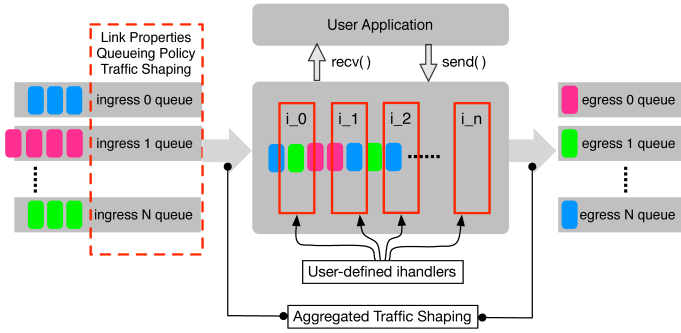 User Application
Link Properties
Queueing Policy
Traffic Shaping
recv()
send()
ingress 0 queue
ingress 1 queue
ingress N queue
i_0
i_1
i_2
i_n
egress 0 queue
egress 1 queue
egress N queue
User-defined ihandlers
Aggregated Traffic Shaping